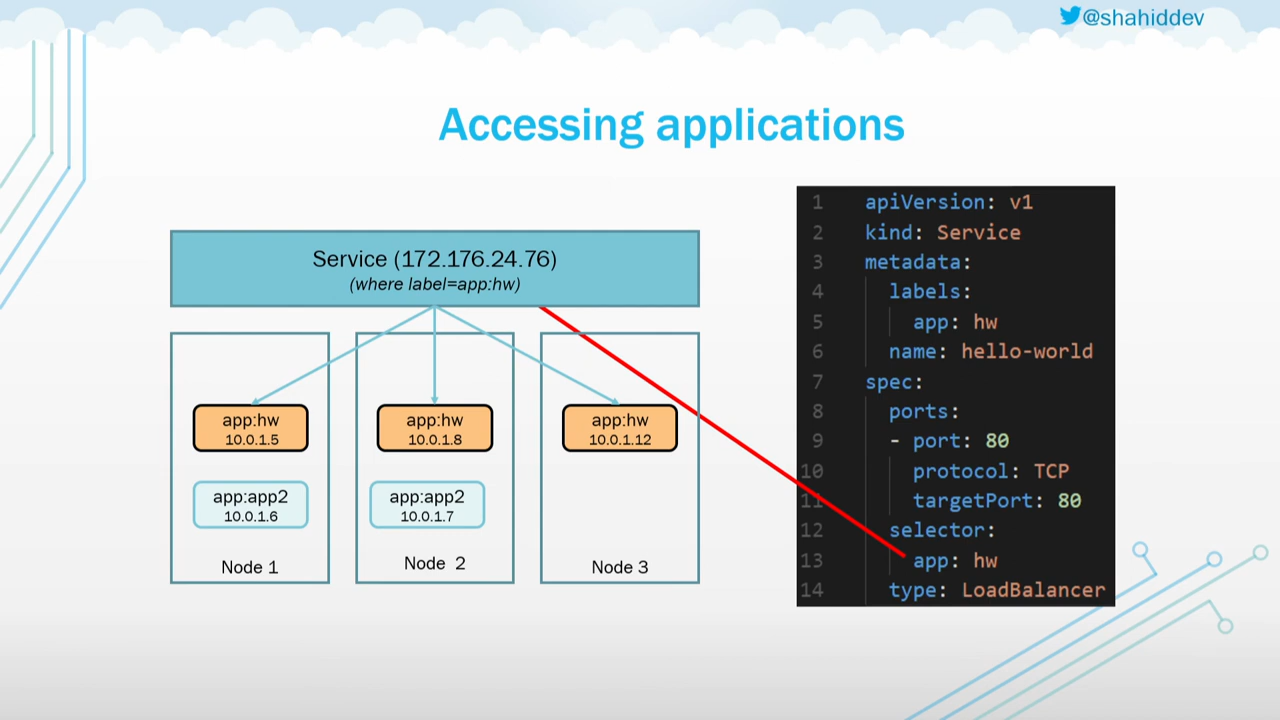 @shahiddev
Accessing applications
Service (172.176.24.76)
(where label=app:hw)
app:hw
10.0.1.5
app:app2
10.0.1.6
Node 1
app:hw
10.0.1.8
app:app2
10.0.1.7
Node 2
app:hw
10.0.1.12
Node 3
1 apiVersion: v1
2 kind: Service
3 metadata:
4 labels:
5 app: hw
6 name: hello-world
7 spec:
8 ports:
9 - port: 80
10 protocol: TCP
11 targetPort: 80
12 selector:
13 app: hw
14 type: LoadBalancer